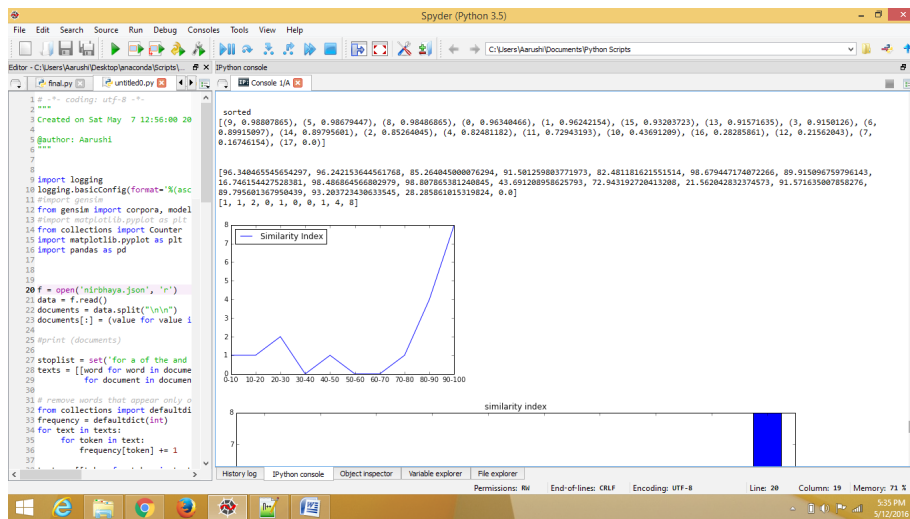 Spyder (Python 3.5)
File Edit Search Source Run Debug Consoles Tools View Help
C:\Users\Aarushi\Documents\Python Scripts
Editor - C:\Users\Aarushi\Desktop\anaconda\Scripts\...
final.py untitled0.py
1 # -*- coding: utf-8 -*-
2 """
3 Created on Sat May 7 12:56:00 20
4
5 @author: Aarushi
6 """
7
8
9 import logging
10 logging.basicConfig(format='%(asc
11 #import gensim
12 from gensim import corpora, model
13 #import matplotlib.pyplot as plt
14 from collections import Counter
15 import matplotlib.pyplot as plt
16 import pandas as pd
17
18
19
20 f = open('nirbhaya.json', 'r')
21 data = f.read()
22 documents = data.split("\n\n")
23 documents[:] = (value for value i
24
25 #print (documents)
26
27 stoplist = set('for a of the and
28 texts = [[word for word in docume
29 for document in documen
30
31 # remove words that appear only o
32 from collections import defaultdi
33 frequency = defaultdict(int)
34 for text in texts:
35 for token in text:
36 frequency[token] += 1
37
IPython console
Console 1/A
sorted
[(9, 0.98807865), (5, 0.98679447), (8, 0.98486865), (0, 0.96340466), (1, 0.96242154), (15, 0.93203723), (13, 0.91571635), (3, 0.9150126), (6,
0.89915097), (14, 0.89795601), (2, 0.85264045), (4, 0.82481182), (11, 0.72943193), (10, 0.43691209), (16, 0.28285861), (12, 0.21562043), (7,
0.16746154), (17, 0.0)]
[96.340465545654297, 96.242153644561768, 85.264045000076294, 91.501259803771973, 82.481181621551514, 98.679447174072266, 89.915096759796143,
16.746154427528381, 98.486864566802979, 98.807865381240845, 43.691208958625793, 72.943192720413208, 21.562042832374573, 91.571635007858276,
89.795601367950439, 93.203723430633545, 28.285861015319824, 0.0]
[1, 1, 2, 0, 1, 0, 0, 1, 4, 8]
Similarity Index
8
7
6
5
4
3
2
1
0
0-10 10-20 20-30 30-40 40-50 50-60 60-70 70-80 80-90 90-100
similarity index
8
7
History log IPython console Object inspector Variable explorer File explorer
Permissions: RW End-of-lines: CRLF Encoding: UTF-8 Line: 20 Column: 19 Memory: 71 %
5:35 PM
5/12/2016